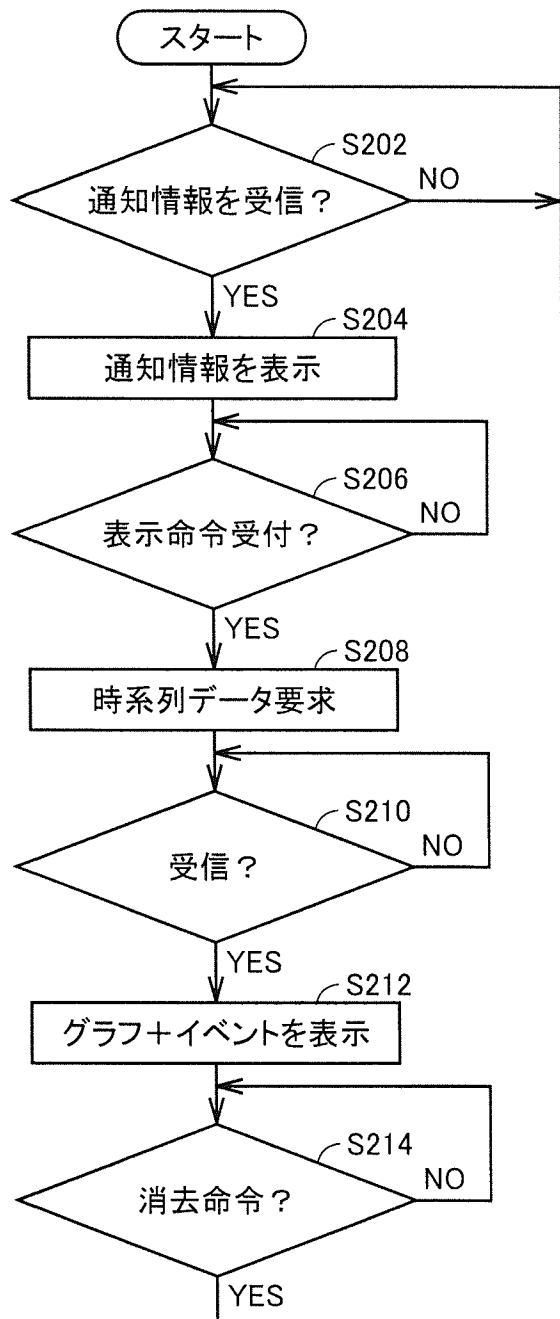 スタート
S202
通知情報を受信？
NO
YES
S204
通知情報を表示
S206
表示命令受付？
NO
YES
S208
時系列データ要求
S210
受信？
NO
YES
S212
グラフ＋イベントを表示
S214
消去命令？
NO
YES